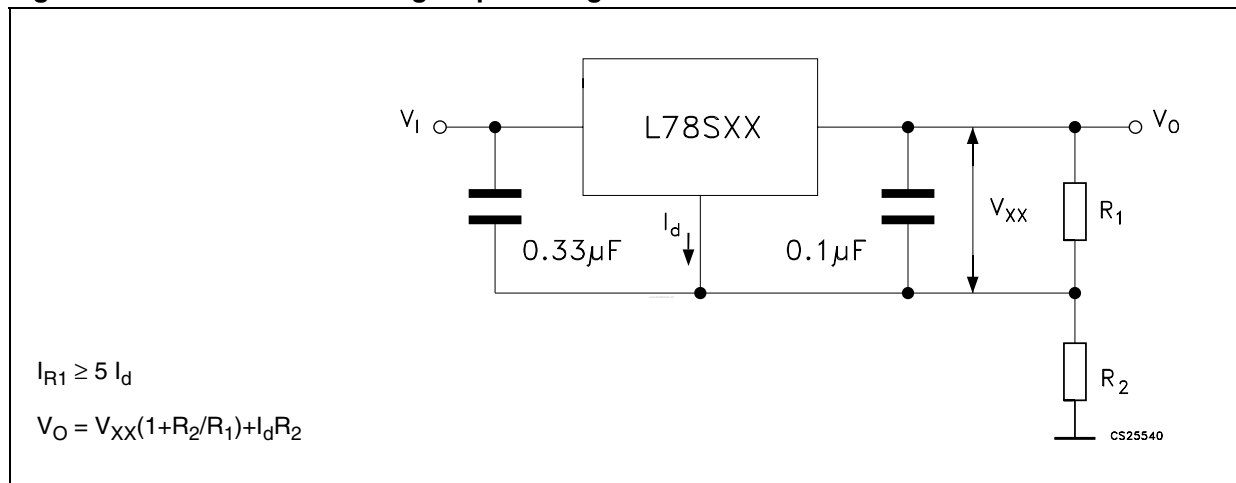 L78SXX
V_I
V_O
I_d
V_XX
R_1
0.33µF
0.1µF
R_2
I_R1 ≥ 5 I_d
V_O = V_XX(1+R_2/R_1)+I_dR_2
CS25540